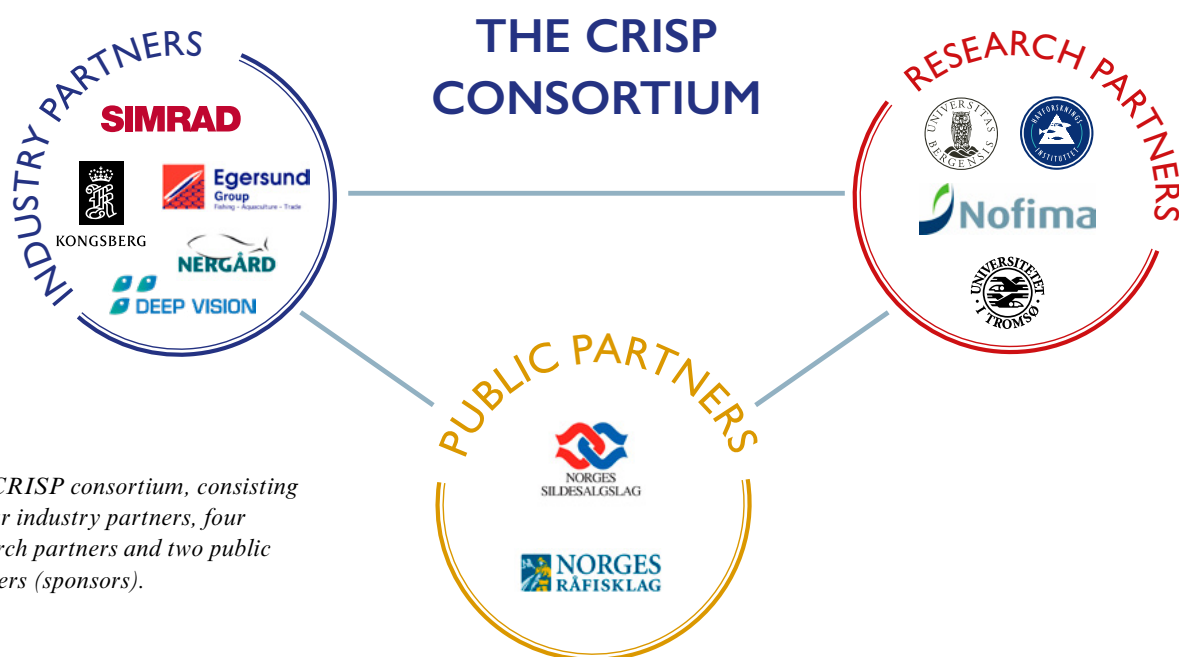 THE CRISP
CONSORTIUM
INDUSTRY PARTNERS
SIMRAD
KONGSBERG
Egersund
Group
Fishing - Aquaculture - Trade
NERGÅRD
DEEP VISION
RESEARCH PARTNERS
UNIVERSITAS
BERGENSIS
HAVFORSKNINGS
INSTITUTTET
Nofima
UNIVERSITETET
· I TROMSØ ·
PUBLIC PARTNERS
NORGES
SILDESALGSLAG
NORGES
RÅFISKLAG
CRISP consortium, consisting
r industry partners, four
rch partners and two public
ers (sponsors).